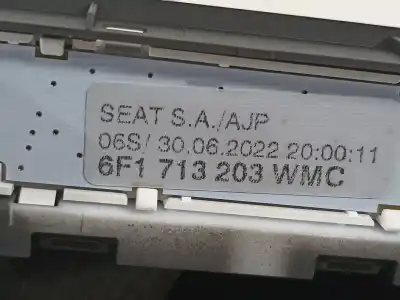 SEAT S.A./AJP
06S/ 30.06.2022 20:00:11
6F1 713 203 WMC